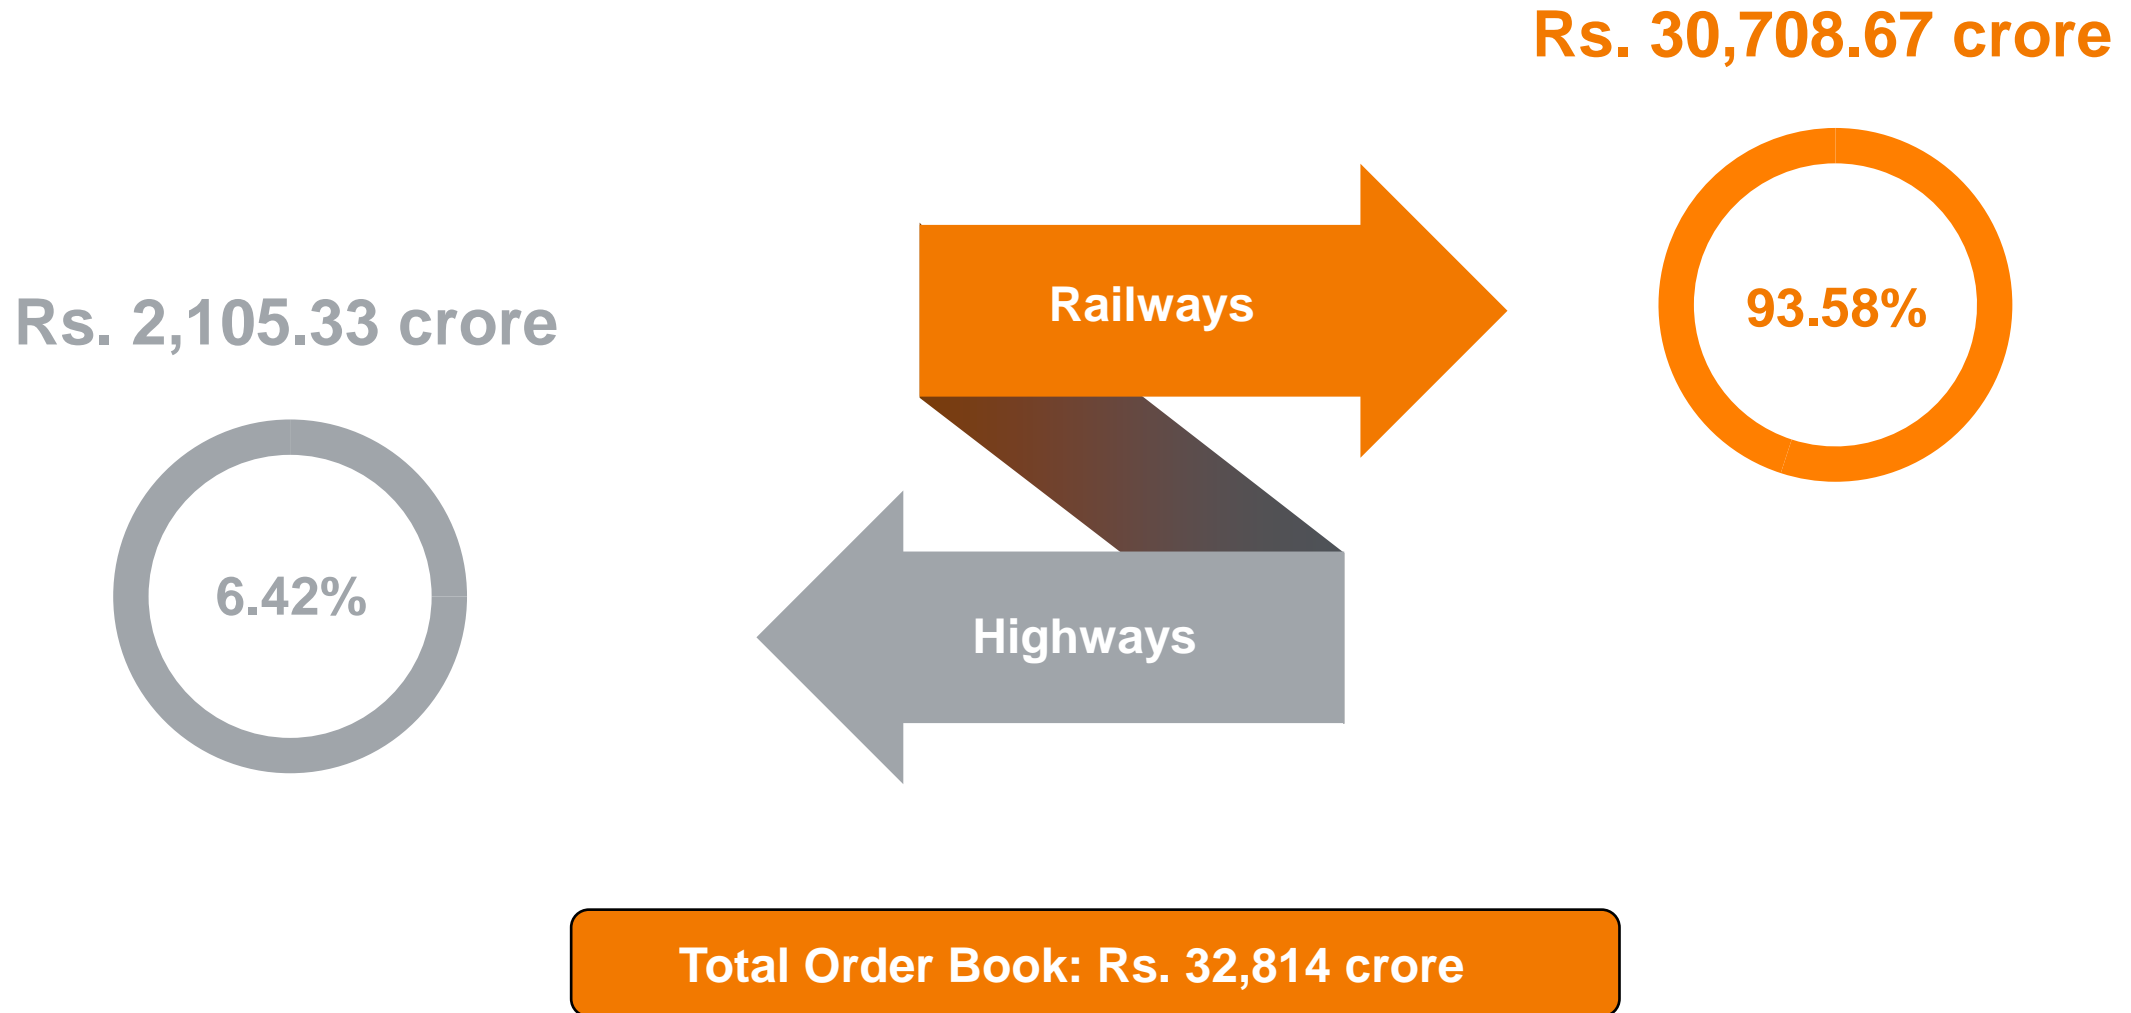 Rs. 30,708.67 crore
Railways
93.58%
Rs. 2,105.33 crore
6.42%
Highways
Total Order Book: Rs. 32,814 crore